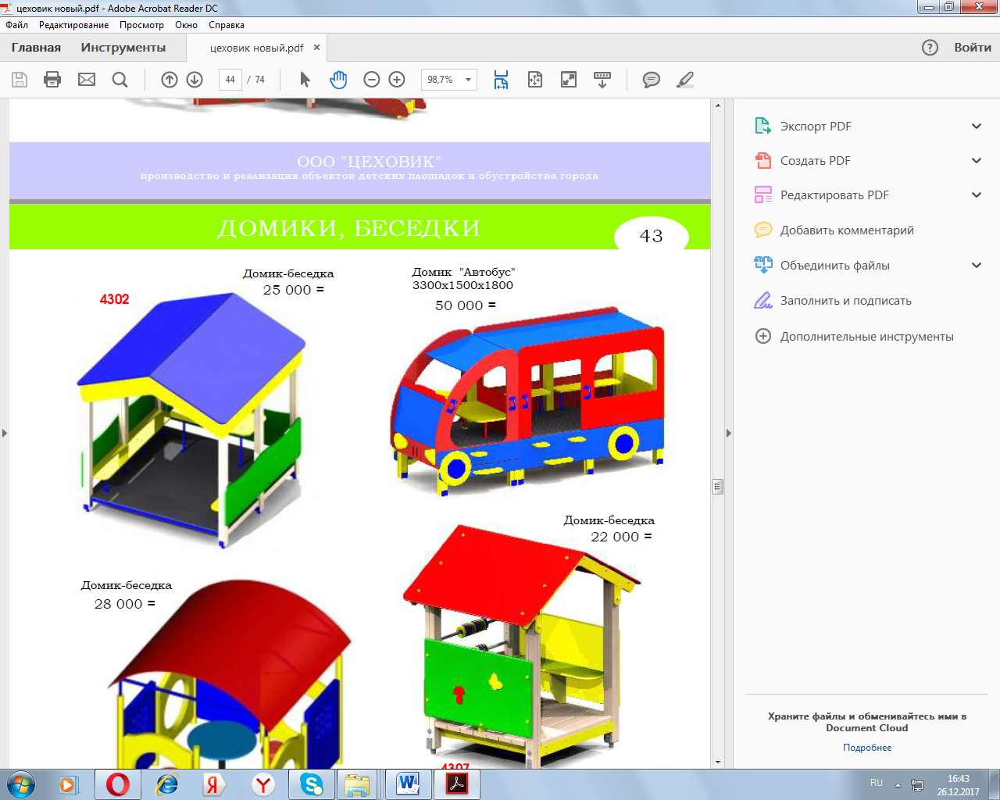 цеховик новый.pdf - Adobe Acrobat Reader DC
Файл Редактирование Просмотр Окно Справка
Главная Инструменты цеховик новый.pdf × ? Войти
44 / 74 98,7%
ООО "ЦЕХОВИК"
производство и реализация объектов детских площадок и обустройства города
ДОМИКИ, БЕСЕДКИ
43
Домик-беседка
25 000 =
4302
Домик "Автобус"
3300х1500х1800
50 000 =
Домик-беседка
22 000 =
Домик-беседка
28 000 =
4307
Экспорт PDF
Создать PDF
Редактировать PDF
Добавить комментарий
Объединить файлы
Заполнить и подписать
Дополнительные инструменты
Храните файлы и обменивайтесь ими в
Document Cloud
Подробнее
RU
16:43
26.12.2017